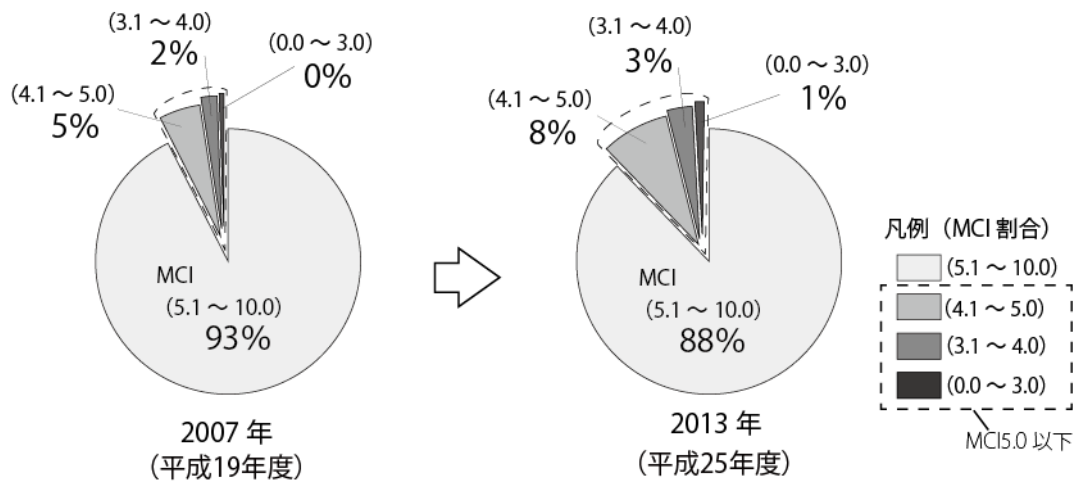 (3.1 ～ 4.0)
2%
(0.0 ～ 3.0)
0%
(4.1 ～ 5.0)
5%
MCI
(5.1 ～ 10.0)
93%
2007 年
(平成19年度)
(3.1 ～ 4.0)
3%
(0.0 ～ 3.0)
1%
(4.1 ～ 5.0)
8%
MCI
(5.1 ～ 10.0)
88%
2013 年
(平成25年度)
凡例（MCI 割合）
(5.1 ～ 10.0)
(4.1 ～ 5.0)
(3.1 ～ 4.0)
(0.0 ～ 3.0)
MCI5.0 以下